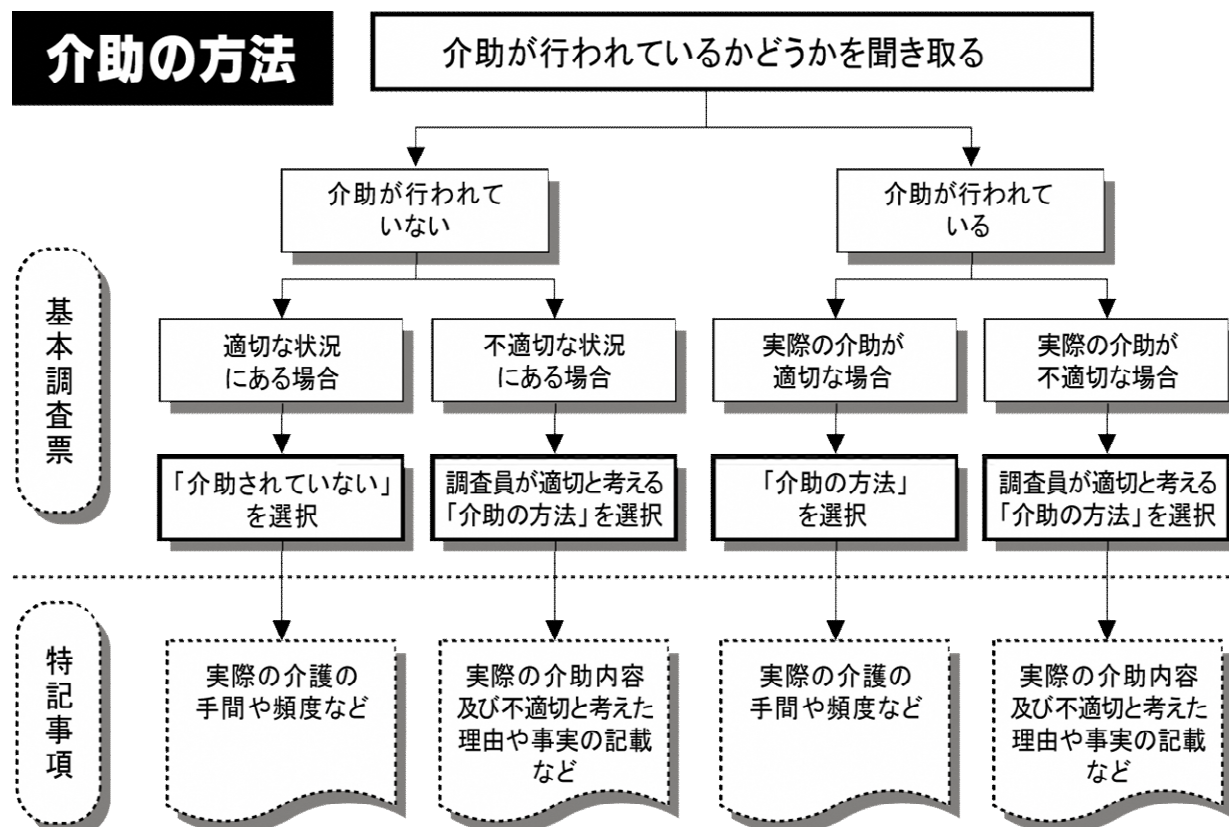 介助の方法
介助が行われているかどうかを聞き取る
介助が行われて
いない
介助が行われて
いる
基本調査票
適切な状況
にある場合
不適切な状況
にある場合
実際の介助が
適切な場合
実際の介助が
不適切な場合
「介助されていない」
を選択
調査員が適切と考える
「介助の方法」を選択
「介助の方法」
を選択
調査員が適切と考える
「介助の方法」を選択
特記事項
実際の介護の
手間や頻度など
実際の介助内容
及び不適切と考えた
理由や事実の記載
など
実際の介護の
手間や頻度など
実際の介助内容
及び不適切と考えた
理由や事実の記載
など